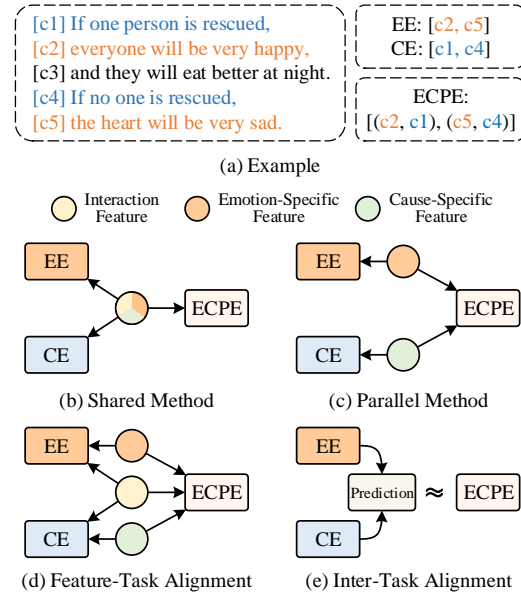 [c1] If one person is rescued,
[c2] everyone will be very happy,
[c3] and they will eat better at night.
[c4] If no one is rescued,
[c5] the heart will be very sad.
EE: [c2, c5]
CE: [c1, c4]
ECPE:
[(c2, c1), (c5, c4)]
(a) Example
Interaction
Feature
Emotion-Specific
Feature
Cause-Specific
Feature
EE
CE
ECPE
(b) Shared Method
EE
CE
ECPE
(c) Parallel Method
EE
CE
ECPE
(d) Feature-Task Alignment
EE
CE
Prediction
≈
ECPE
(e) Inter-Task Alignment